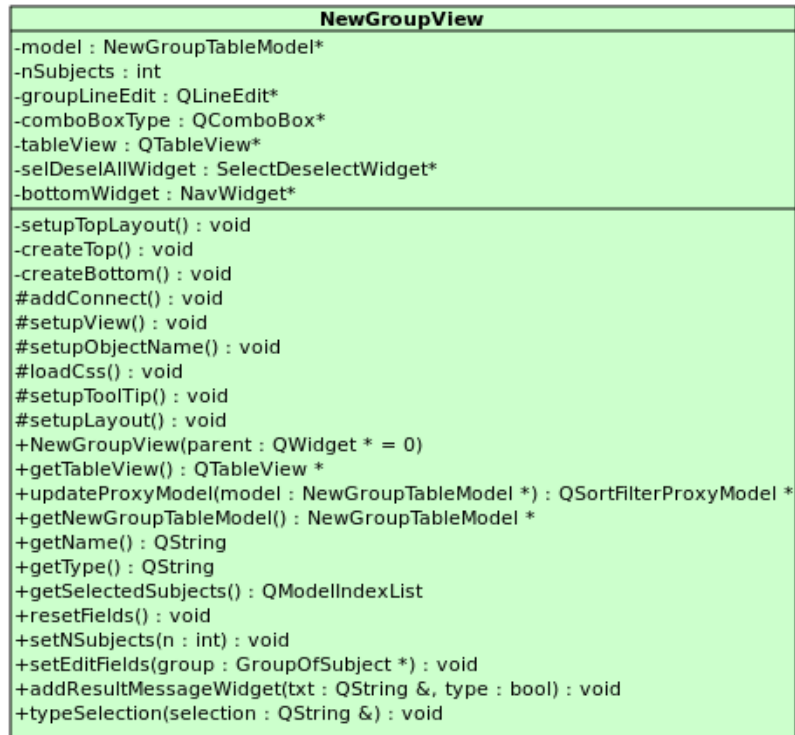 NewGroupView
-model : NewGroupTableModel*
-nSubjects : int
-groupLineEdit : QLineEdit*
-comboBoxType : QComboBox*
-tableView : QTableView*
-selDeselAllWidget : SelectDeselectWidget*
-bottomWidget : NavWidget*
-setupTopLayout() : void
-createTop() : void
-createBottom() : void
#addConnect() : void
#setupView() : void
#setupObjectName() : void
#loadCss() : void
#setupToolTip() : void
#setupLayout() : void
+NewGroupView(parent : QWidget * = 0)
+getTableView() : QTableView *
+updateProxyModel(model : NewGroupTableModel *) : QSortFilterProxyModel *
+getNewGroupTableModel() : NewGroupTableModel *
+getName() : QString
+getType() : QString
+getSelectedSubjects() : QModelIndexList
+resetFields() : void
+setNSubjects(n : int) : void
+setEditFields(group : GroupOfSubject *) : void
+addResultMessageWidget(txt : QString &, type : bool) : void
+typeSelection(selection : QString &) : void